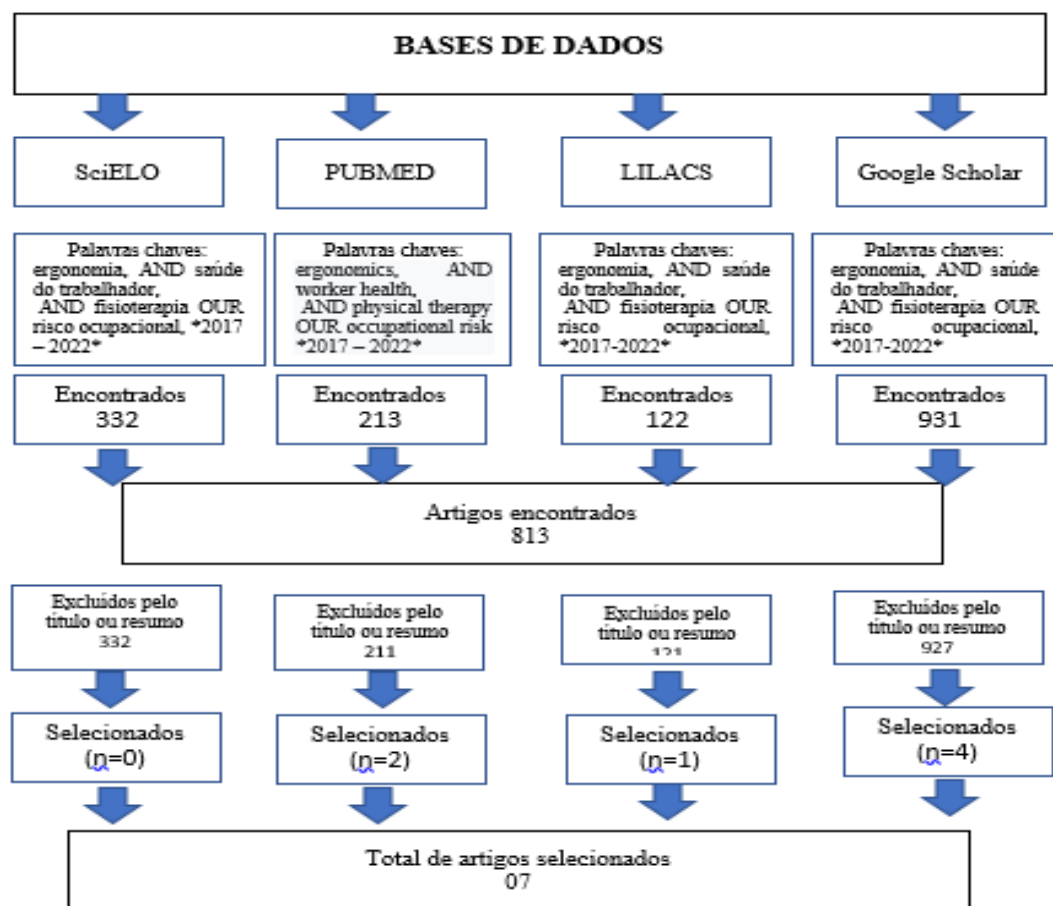 BASES DE DADOS
SciELO
PUBMED
LILACS
Google Scholar
Palavras chaves:
ergonomia, AND saúde
do trabalhador,
AND fisioterapia OUR
risco ocupacional, *2017
– 2022*
Palavras chaves:
ergonomics, AND
worker health,
AND physical therapy
OUR occupational risk
*2017 – 2022*
Palavras chaves:
ergonomia, AND saúde
do trabalhador,
AND fisioterapia OUR
risco ocupacional,
*2017-2022*
Palavras chaves:
ergonomia, AND saúde
do trabalhador,
AND fisioterapia OUR
risco ocupacional,
*2017-2022*
Encontrados
332
Encontrados
213
Encontrados
122
Encontrados
931
Artigos encontrados
813
Excluídos pelo
título ou resumo
332
Excluídos pelo
título ou resumo
211
Excluídos pelo
título ou resumo
Excluídos pelo
título ou resumo
927
Selecionados
(n=0)
Selecionados
(n=2)
Selecionados
(n=1)
Selecionados
(n=4)
Total de artigos selecionados
07